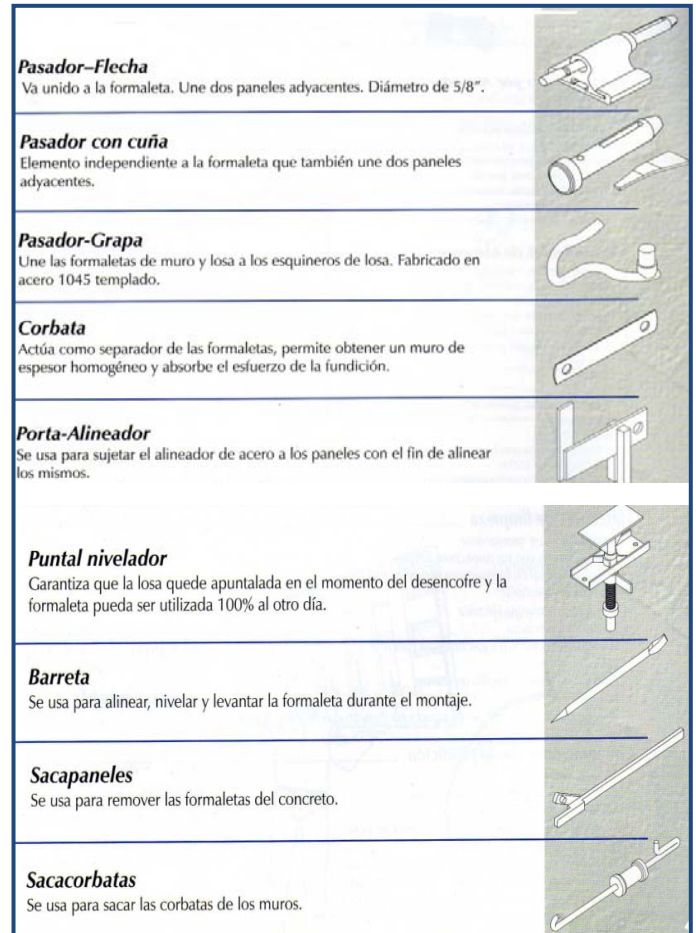 Pasador–Flecha
Va unido a la formaleta. Une dos paneles adyacentes. Diámetro de 5/8".
Pasador con cuña
Elemento independiente a la formaleta que también une dos paneles
adyacentes.
Pasador-Grapa
Une las formaletas de muro y losa a los esquineros de losa. Fabricado en
acero 1045 templado.
Corbata
Actúa como separador de las formaletas, permite obtener un muro de
espesor homogéneo y absorbe el esfuerzo de la fundición.
Porta-Alineador
Se usa para sujetar el alineador de acero a los paneles con el fin de alinear
los mismos.
Puntal nivelador
Garantiza que la losa quede apuntalada en el momento del desencofre y la
formaleta pueda ser utilizada 100% al otro día.
Barreta
Se usa para alinear, nivelar y levantar la formaleta durante el montaje.
Sacapaneles
Se usa para remover las formaletas del concreto.
Sacacorbatas
Se usa para sacar las corbatas de los muros.